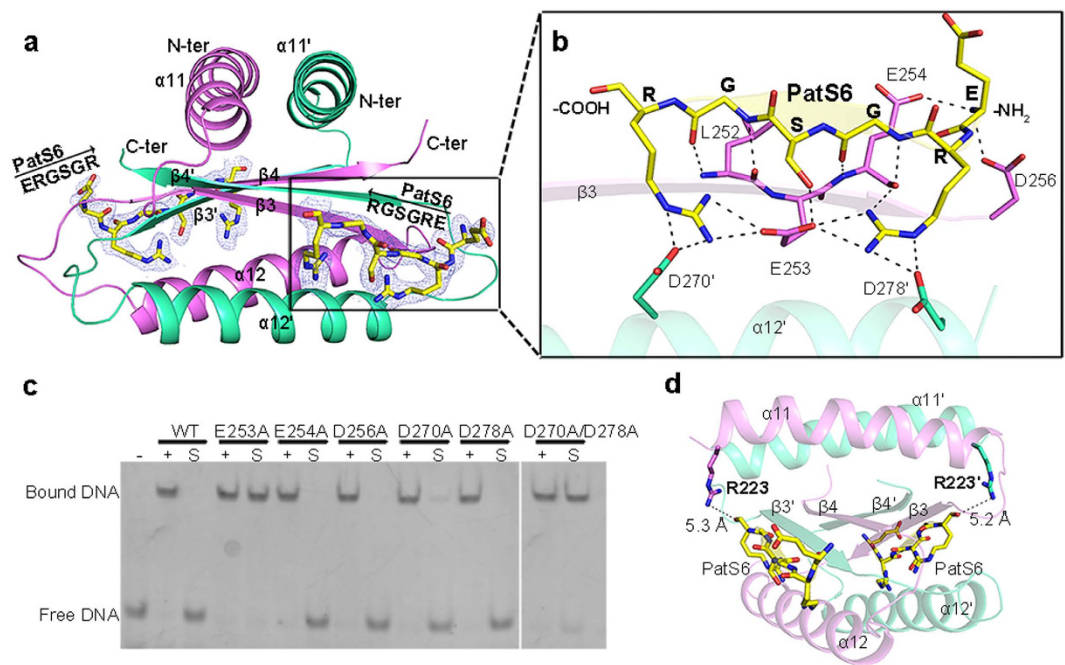 a
N-ter
α11'
α11
N-ter
C-ter
C-ter
PatS6
ERGSGR
β4'
β4
PatS6
RGSGRE
β3
β3'
α12
α12'
b
E254
R
G
PatS6
E
-COOH
S
G
-NH2
L252
R
β3
D256
E253
D270'
D278'
α12'
c
WT E253A E254A D256A D270A D278A D270A/D278A
- + S + S + S + S + S + S + S
Bound DNA
Free DNA
d
α11
α11'
R223
R223'
β3'
β4
β4'
β3
5.3 Å
5.2 Å
PatS6
PatS6
α12'
α12